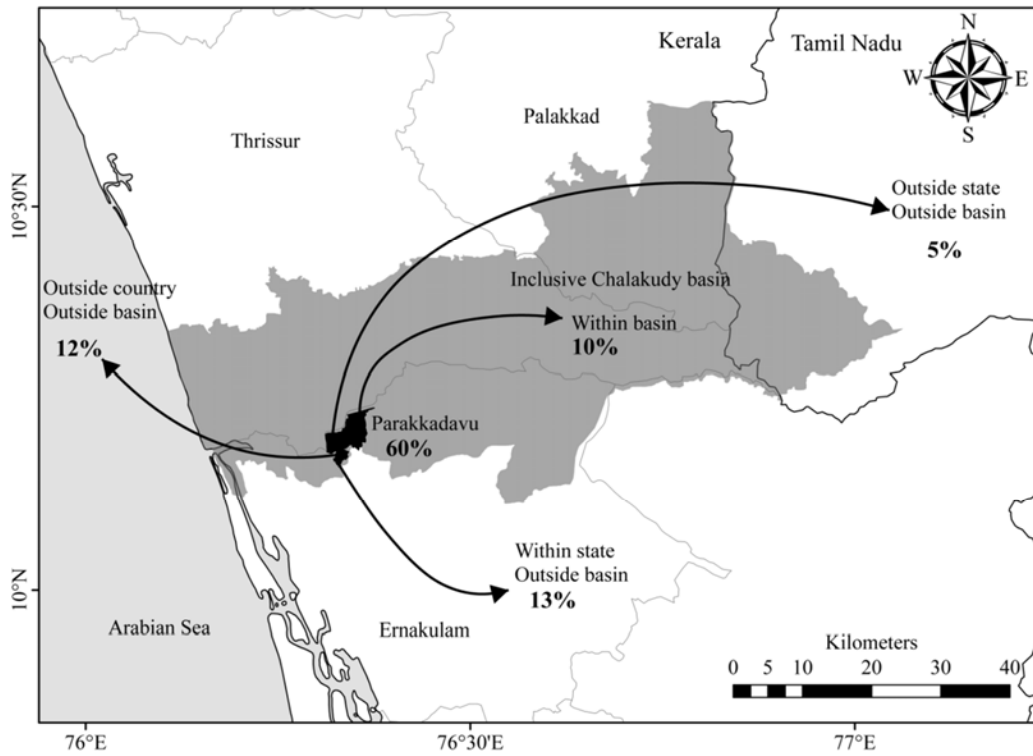 Kerala
Tamil Nadu
N
W
E
S
Palakkad
Thrissur
10°30'N
Outside state
Outside basin
5%
Inclusive Chalakudy basin
Outside country
Outside basin
12%
Within basin
10%
Parakkadavu
60%
Within state
Outside basin
13%
10°N
Arabian Sea
Ernakulam
Kilometers
0 5 10 20 30 40
76°E
76°30'E
77°E